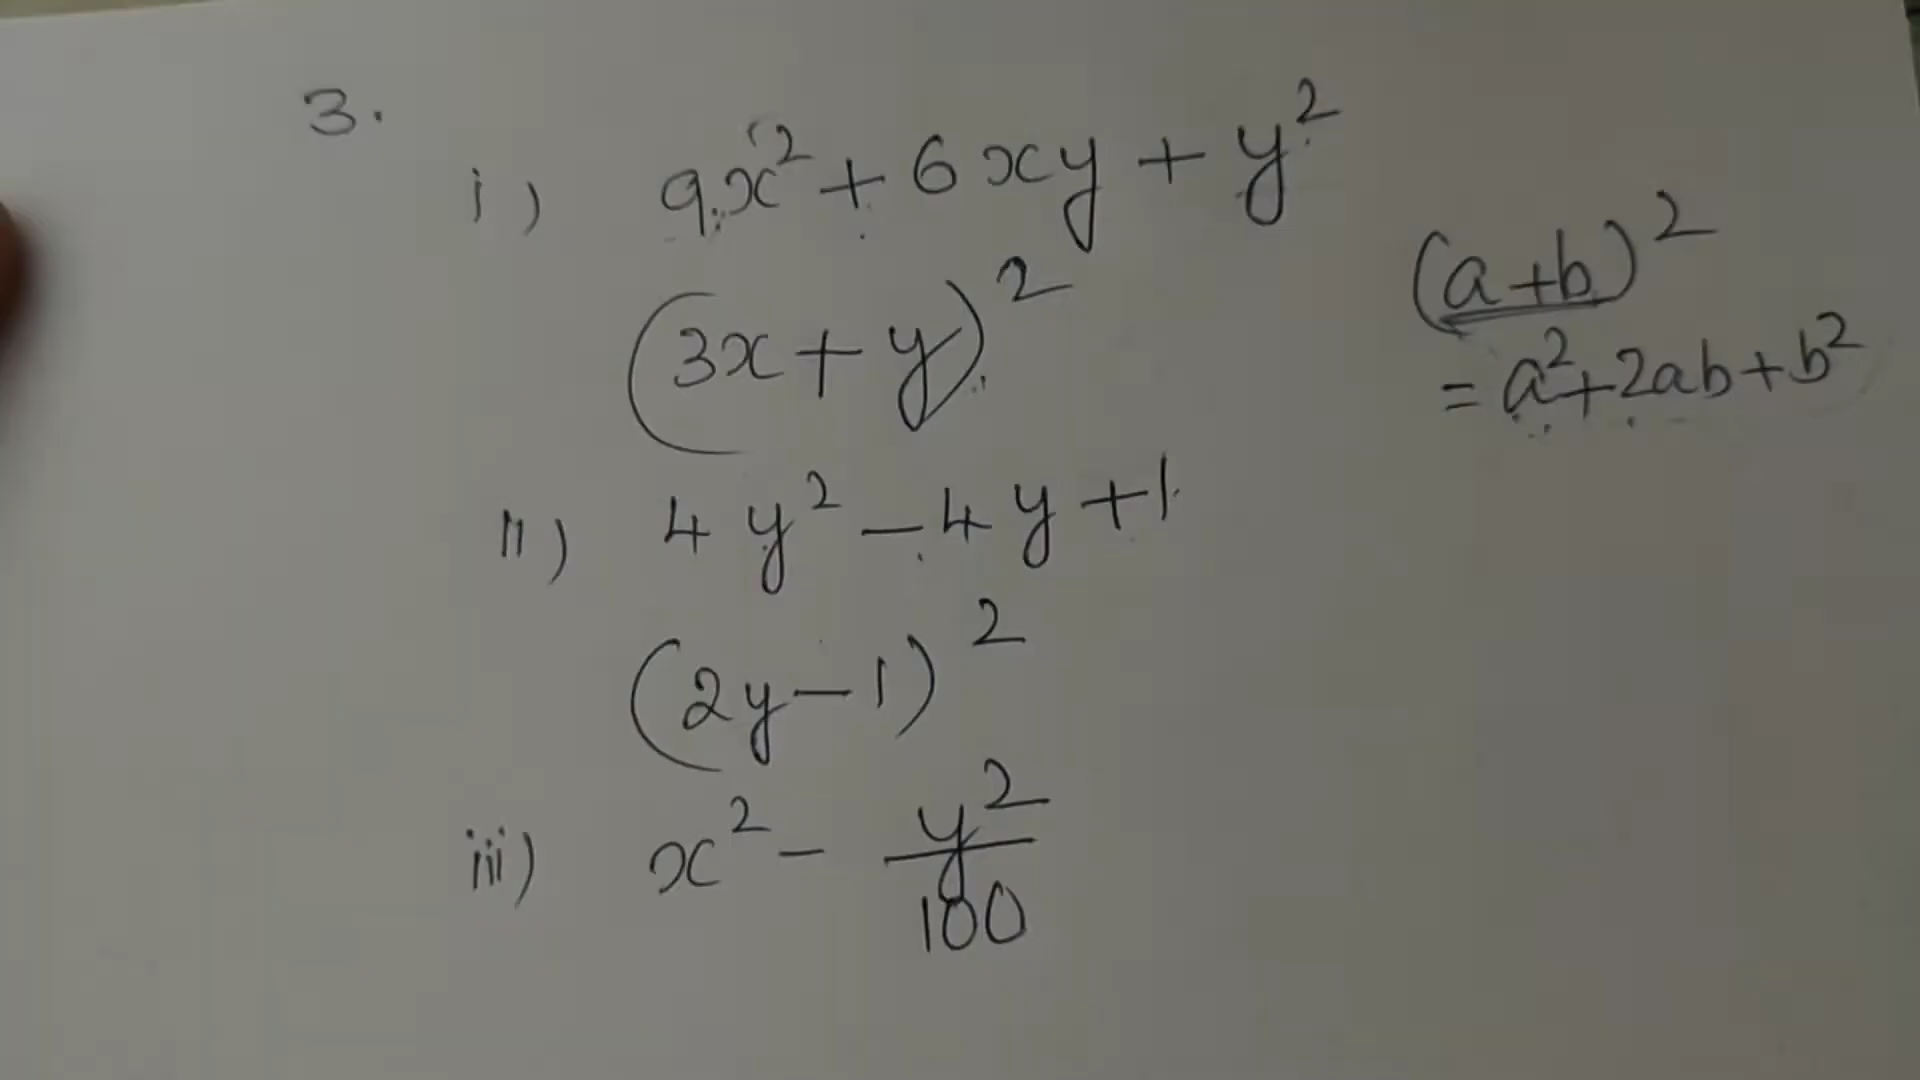 3.
i) 9x² + 6xy + y²
(3x + y)²
(a+b)²
= a²+2ab+b²
ii) 4y² - 4y + 1
(2y-1)²
iii) x² - y²/100